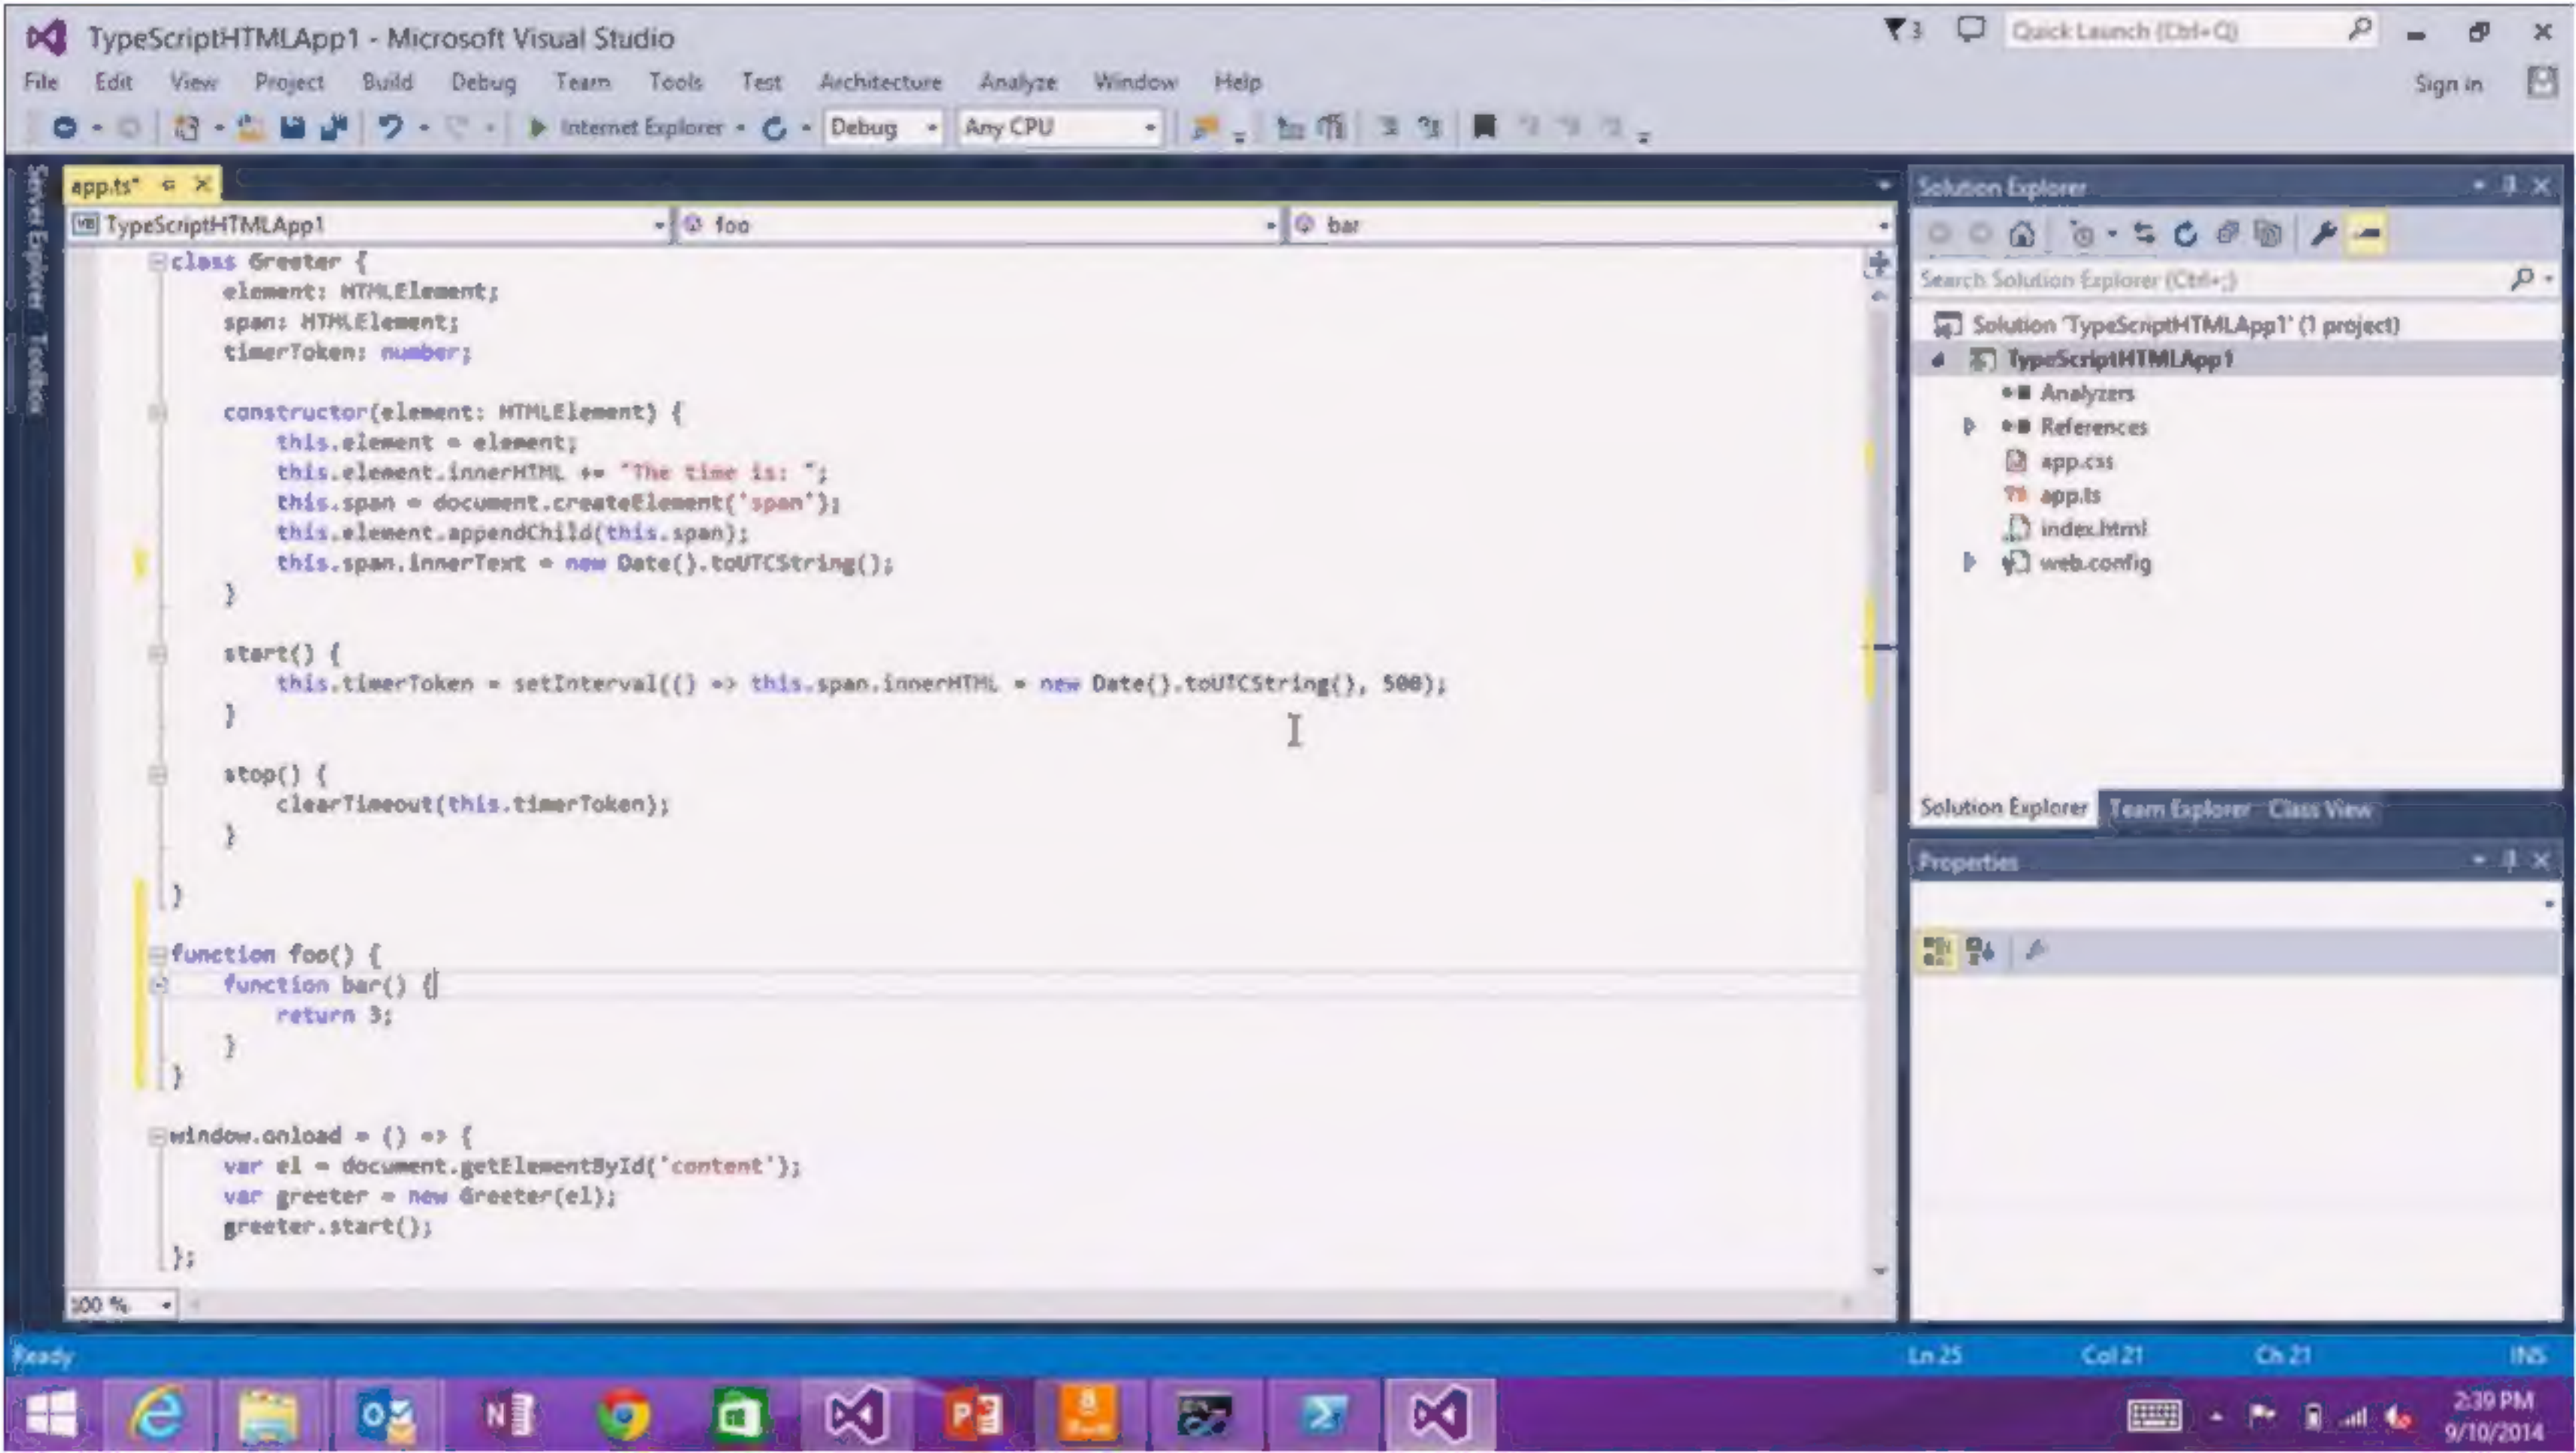 TypeScriptHTMLApp1 - Microsoft Visual Studio
3
Quick Launch (Ctrl+Q)
File Edit View Project Build Debug Team Tools Test Architecture Analyze Window Help
Sign in
Internet Explorer Debug Any CPU
Server Explorer
Toolbox
app.ts*
TypeScriptHTMLApp1 foo bar
class Greeter {
element: HTMLElement;
span: HTMLElement;
timerToken: number;
constructor(element: HTMLElement) {
this.element = element;
this.element.innerHTML += "The time is: ";
this.span = document.createElement('span');
this.element.appendChild(this.span);
this.span.innerText = new Date().toUTCString();
}
start() {
this.timerToken = setInterval(() => this.span.innerHTML = new Date().toUTCString(), 500);
}
stop() {
clearTimeout(this.timerToken);
}
}
function foo() {
function bar() {
return 3;
}
}
window.onload = () => {
var el = document.getElementById('content');
var greeter = new Greeter(el);
greeter.start();
};
100 %
Solution Explorer
Search Solution Explorer (Ctrl+;)
Solution 'TypeScriptHTMLApp1' (1 project)
TypeScriptHTMLApp1
Analyzers
References
app.css
TS app.ts
index.html
web.config
Solution Explorer Team Explorer Class View
Properties
Ready
Ln 25 Col 21 Ch 21 INS
2:39 PM
9/10/2014